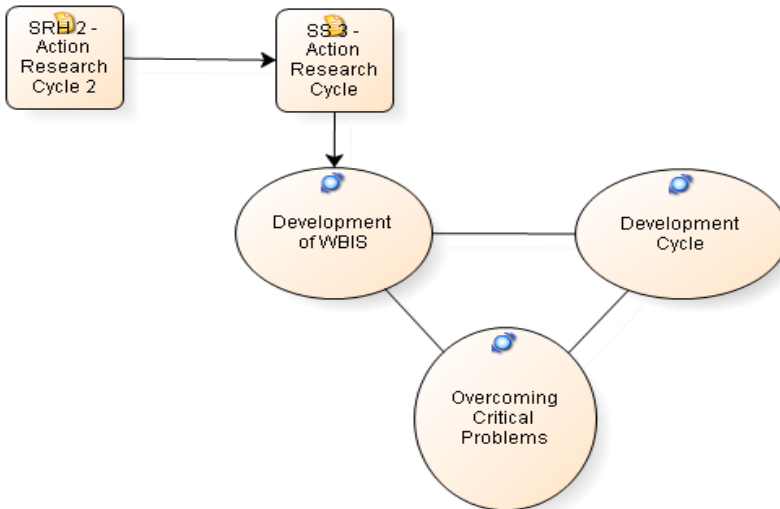 SRH 2 -
Action
Research
Cycle 2
SS 3 -
Action
Research
Cycle
Development
of WBIS
Development
Cycle
Overcoming
Critical
Problems